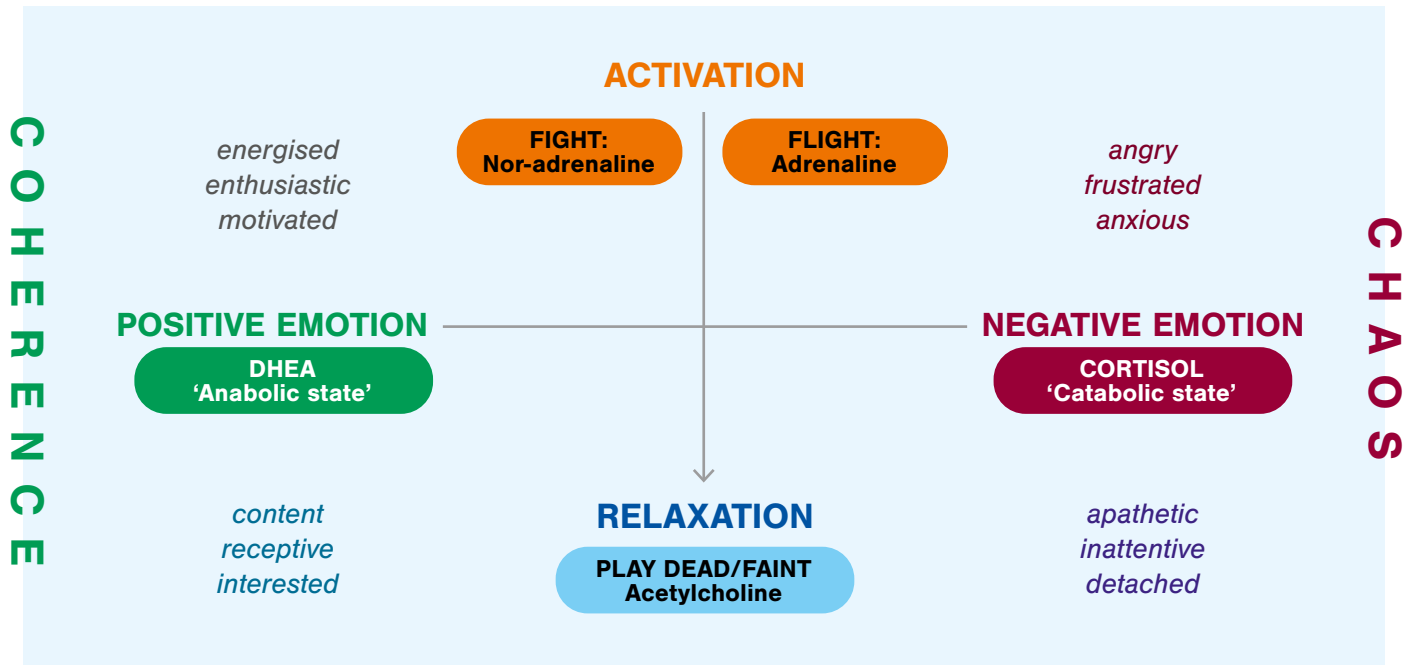 ACTIVATION
COHERENCE
energised
enthusiastic
motivated
FIGHT:
Nor-adrenaline
FLIGHT:
Adrenaline
angry
frustrated
anxious
CHAOS
POSITIVE EMOTION
DHEA
‘Anabolic state’
NEGATIVE EMOTION
CORTISOL
‘Catabolic state’
content
receptive
interested
RELAXATION
PLAY DEAD/FAINT
Acetylcholine
apathetic
inattentive
detached